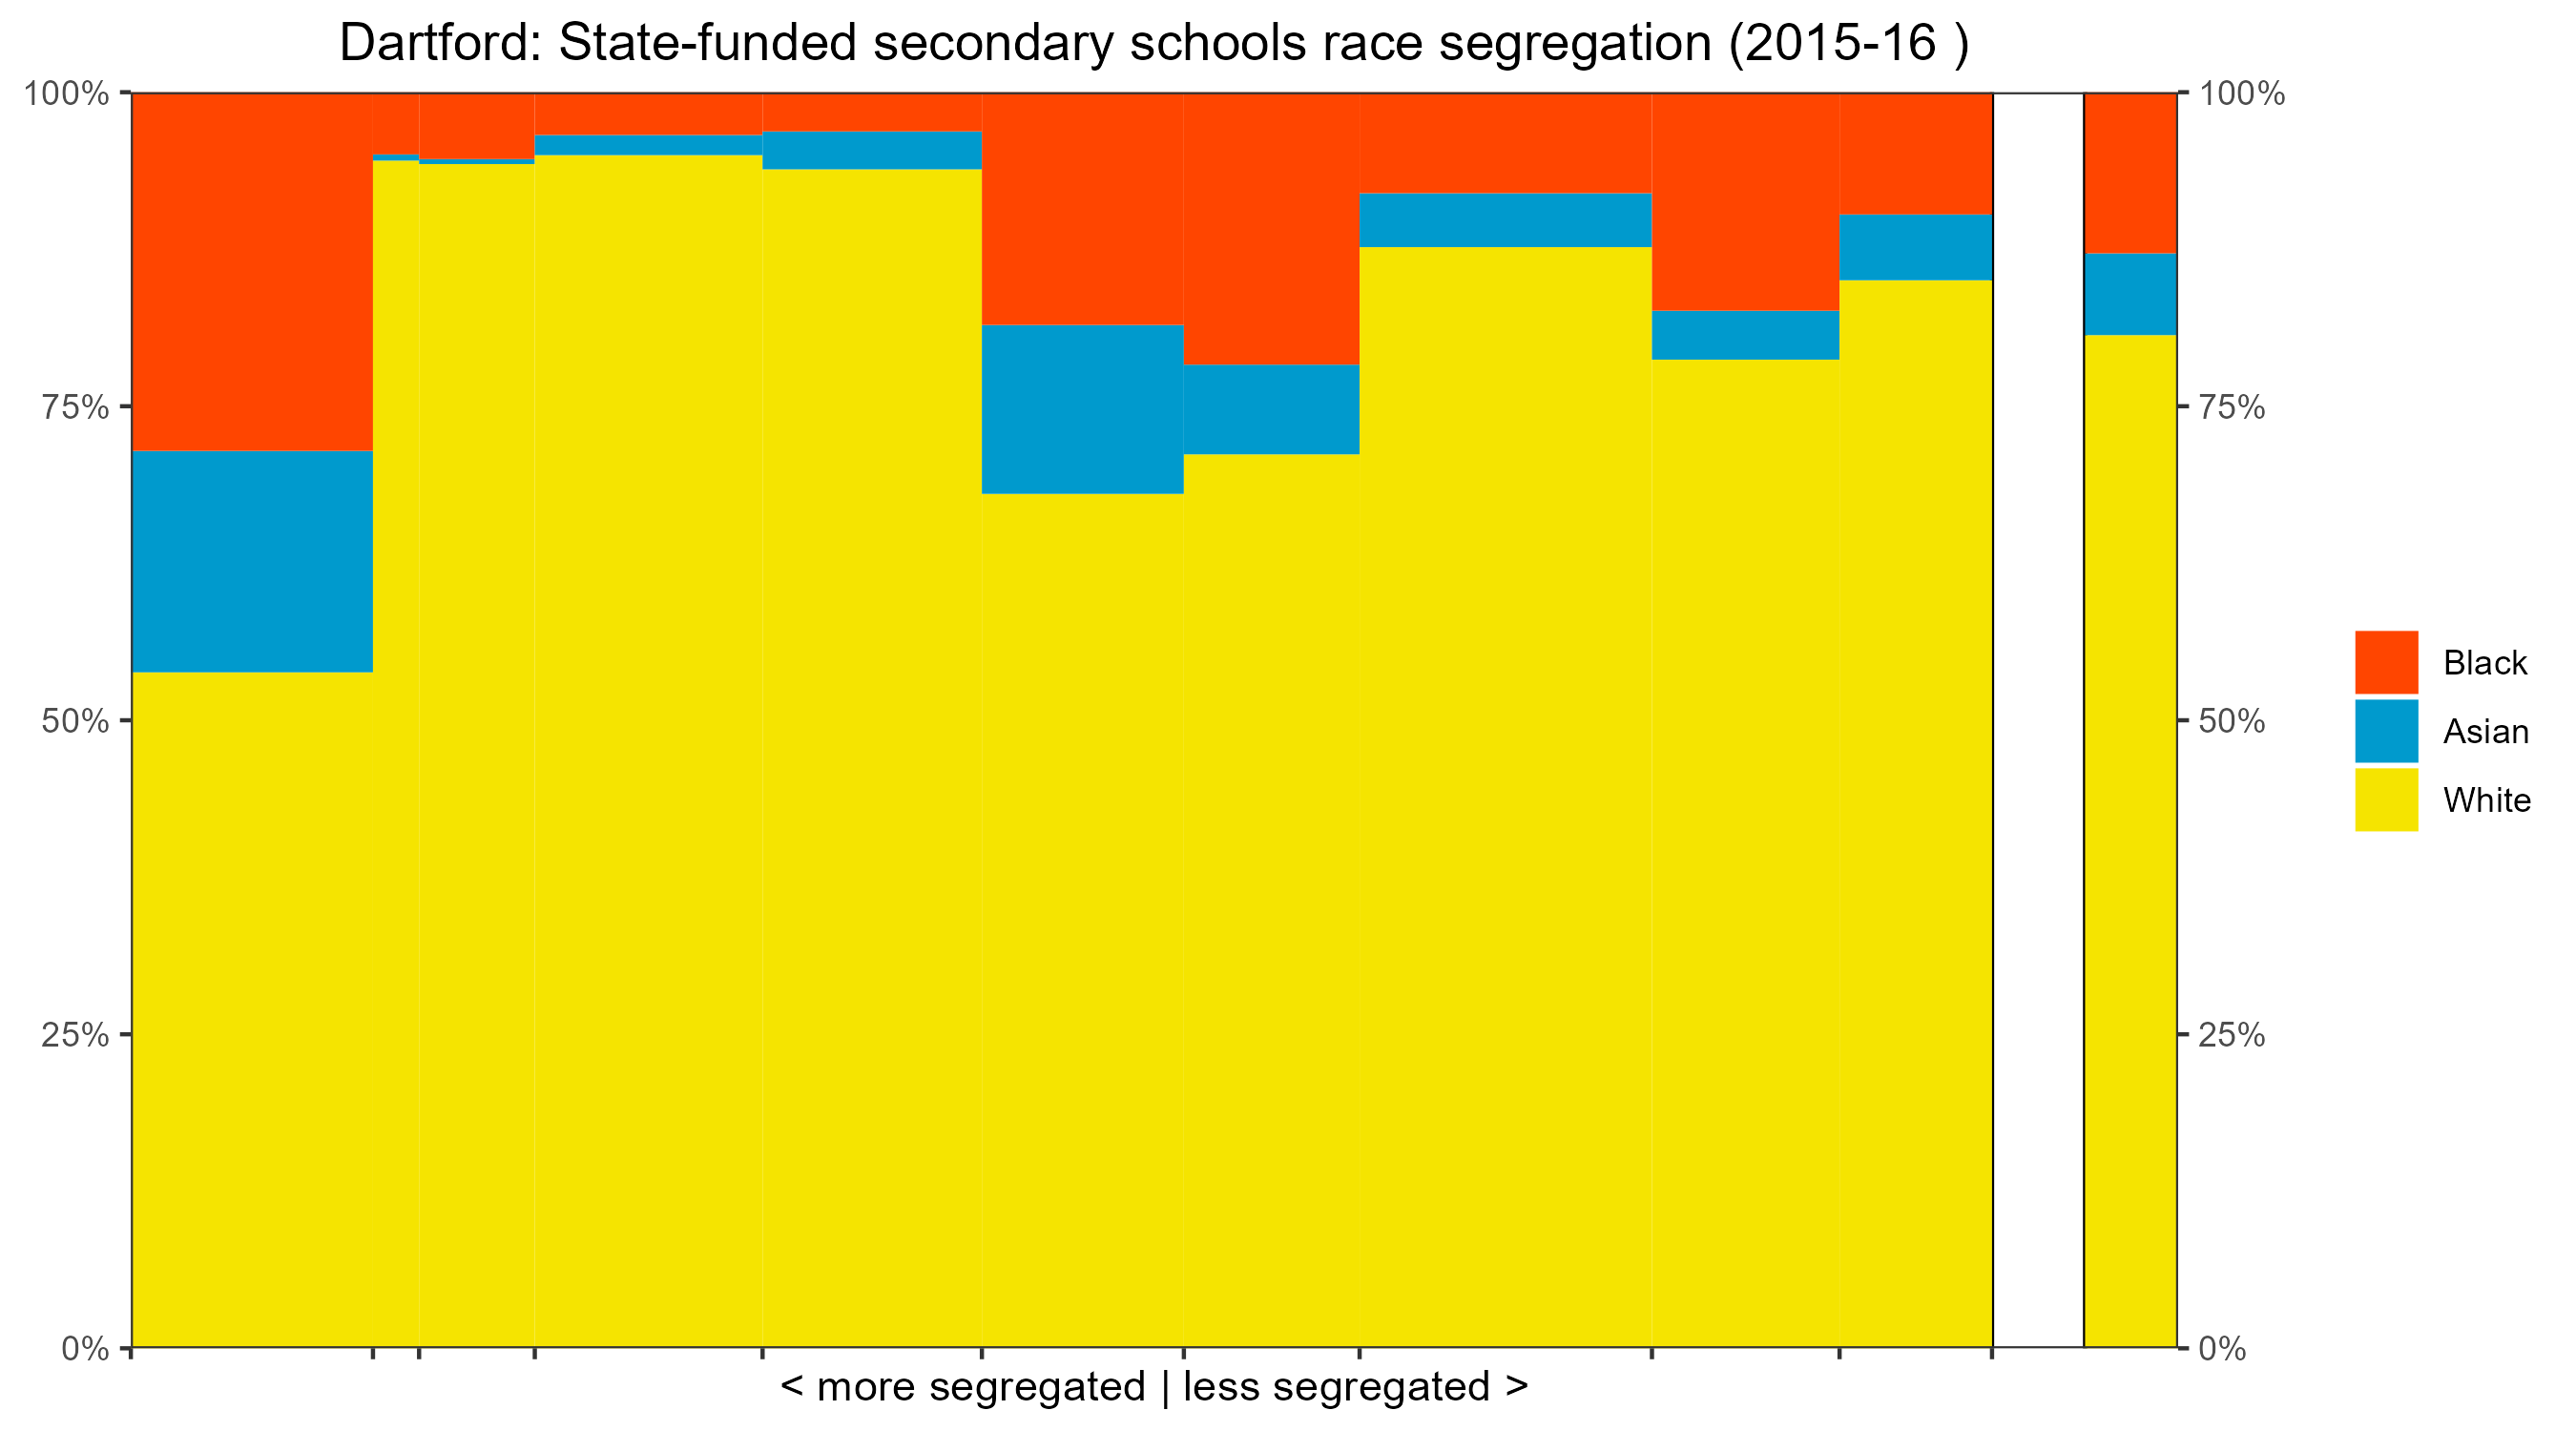 Dartford: State-funded secondary schools race segregation (2015-16 )
100%
75%
50%
25%
0%
100%
75%
50%
25%
0%
Black
Asian
White
< more segregated | less segregated >